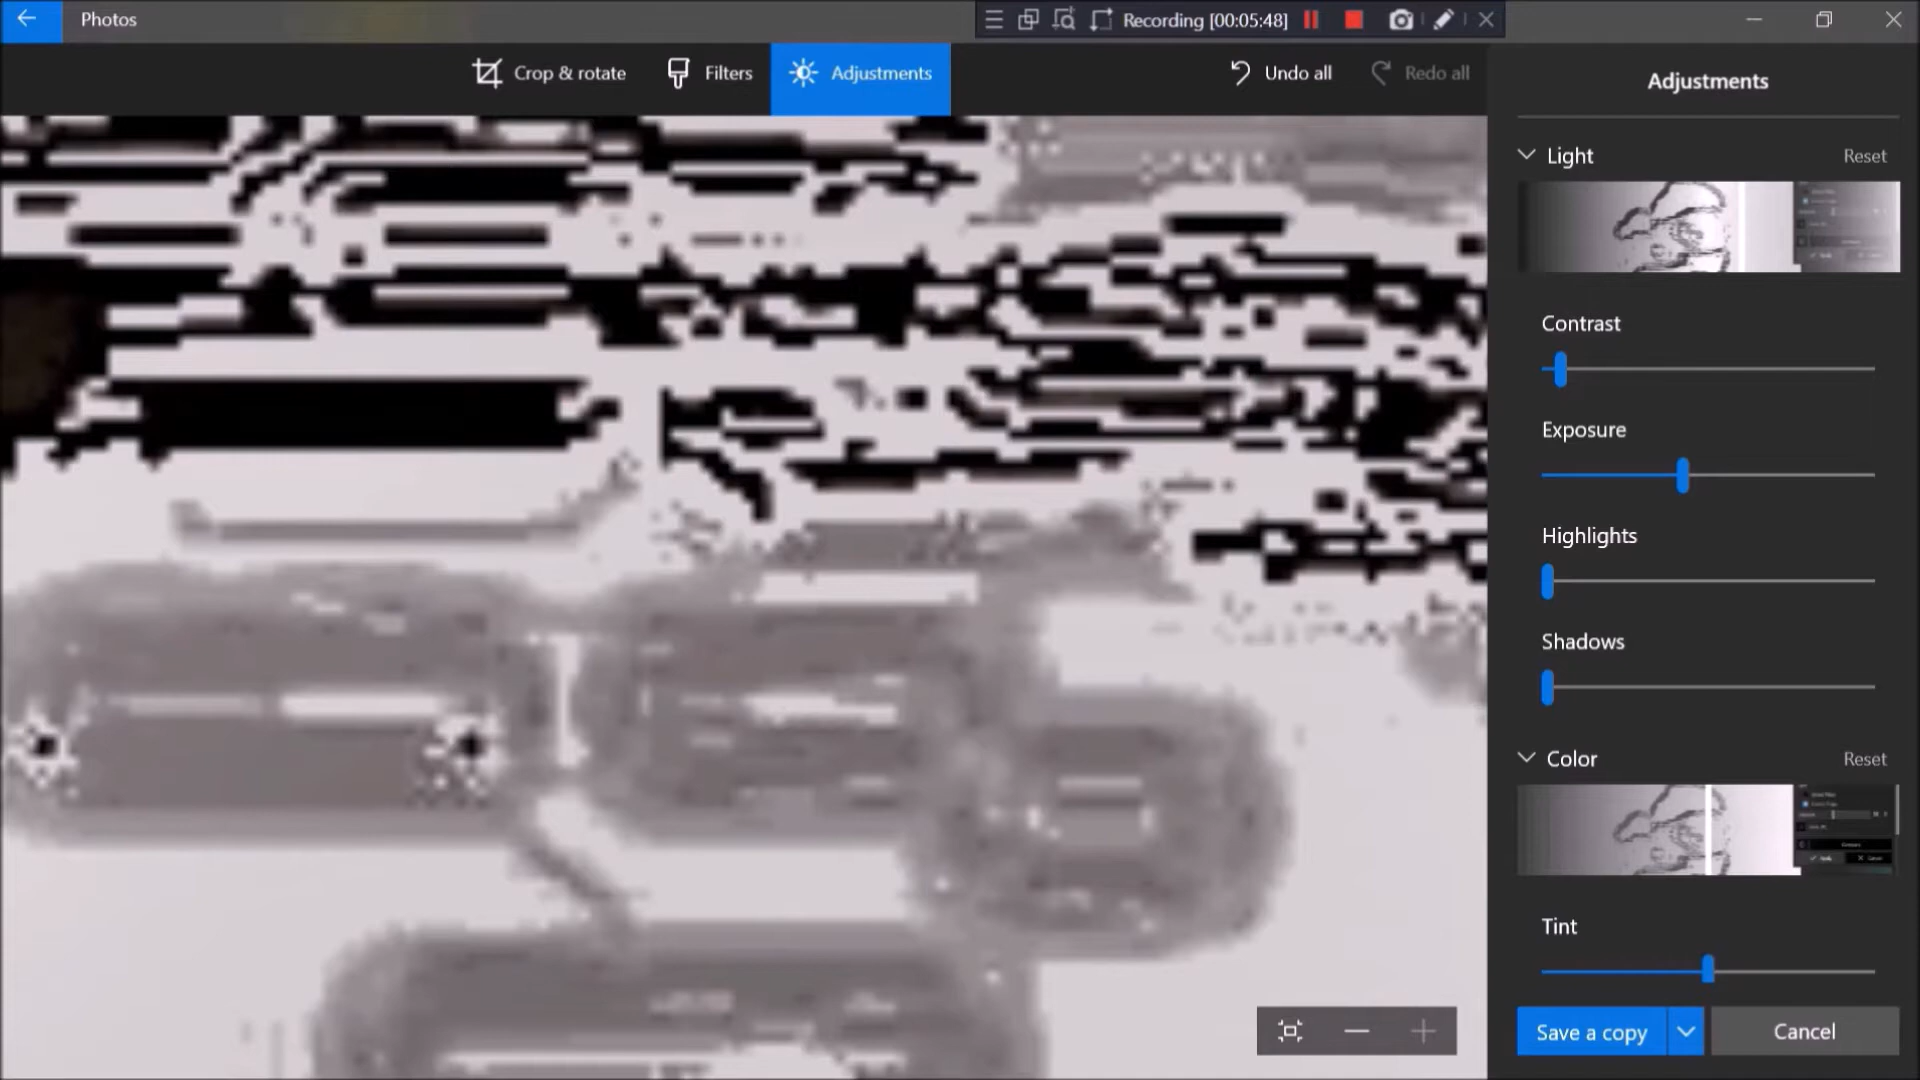 Photos
Recording [00:05:48]
Crop & rotate
Filters
Adjustments
Undo all
Redo all
Adjustments
Light
Reset
Contrast
Exposure
Highlights
Shadows
Color
Reset
Tint
Save a copy
Cancel